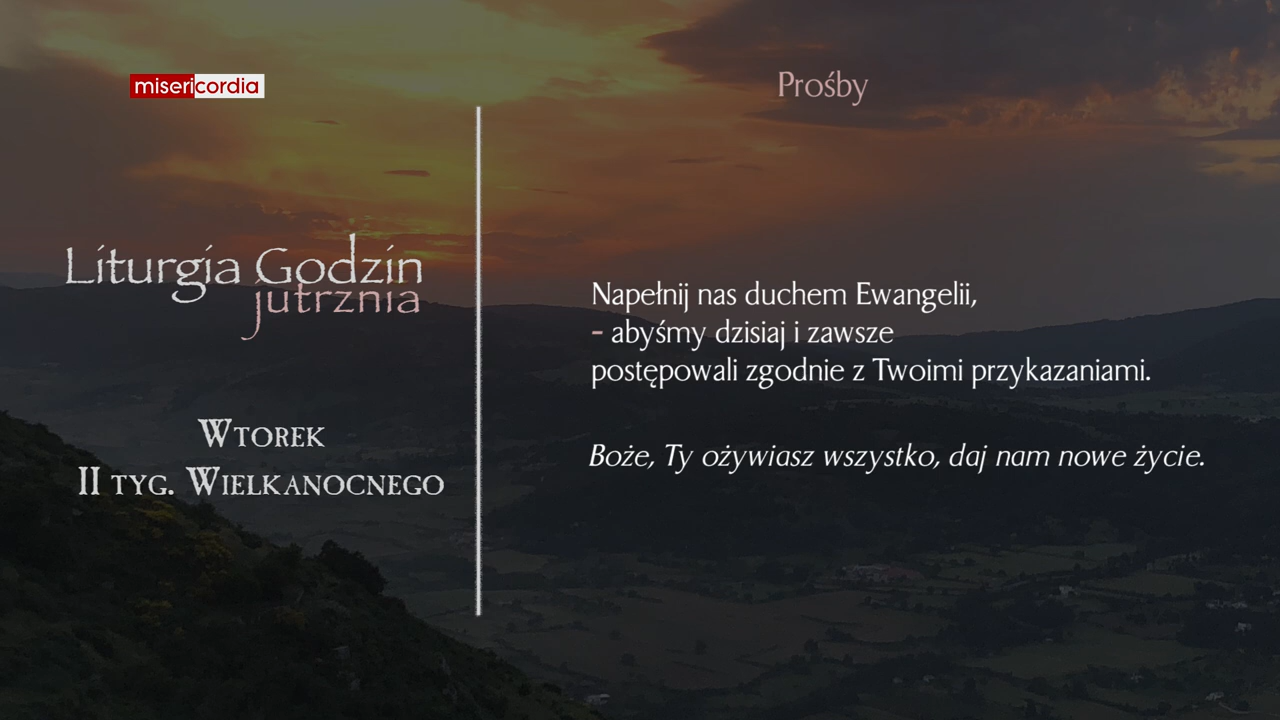 misericordia
Liturgia Godzin
jutrznia
Wtorek
II tyg. Wielkanocnego
Prośby
Napełnij nas duchem Ewangelii,
- abyśmy dzisiaj i zawsze
postępowali zgodnie z Twoimi przykazaniami.
Boże, Ty ożywiasz wszystko, daj nam nowe życie.